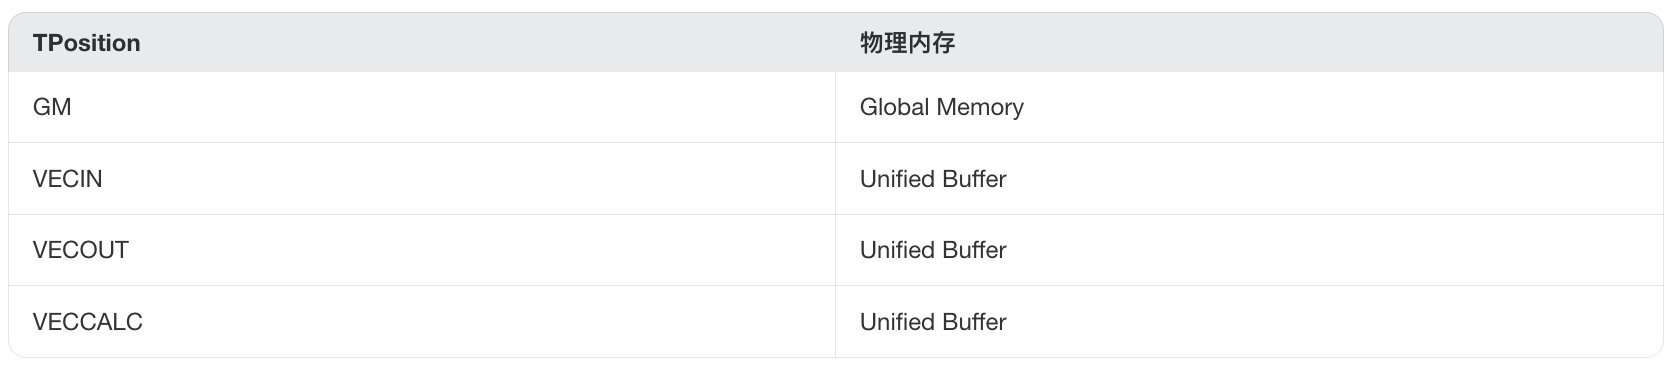 TPosition 物理内存
GM Global Memory
VECIN Unified Buffer
VECOUT Unified Buffer
VECCALC Unified Buffer